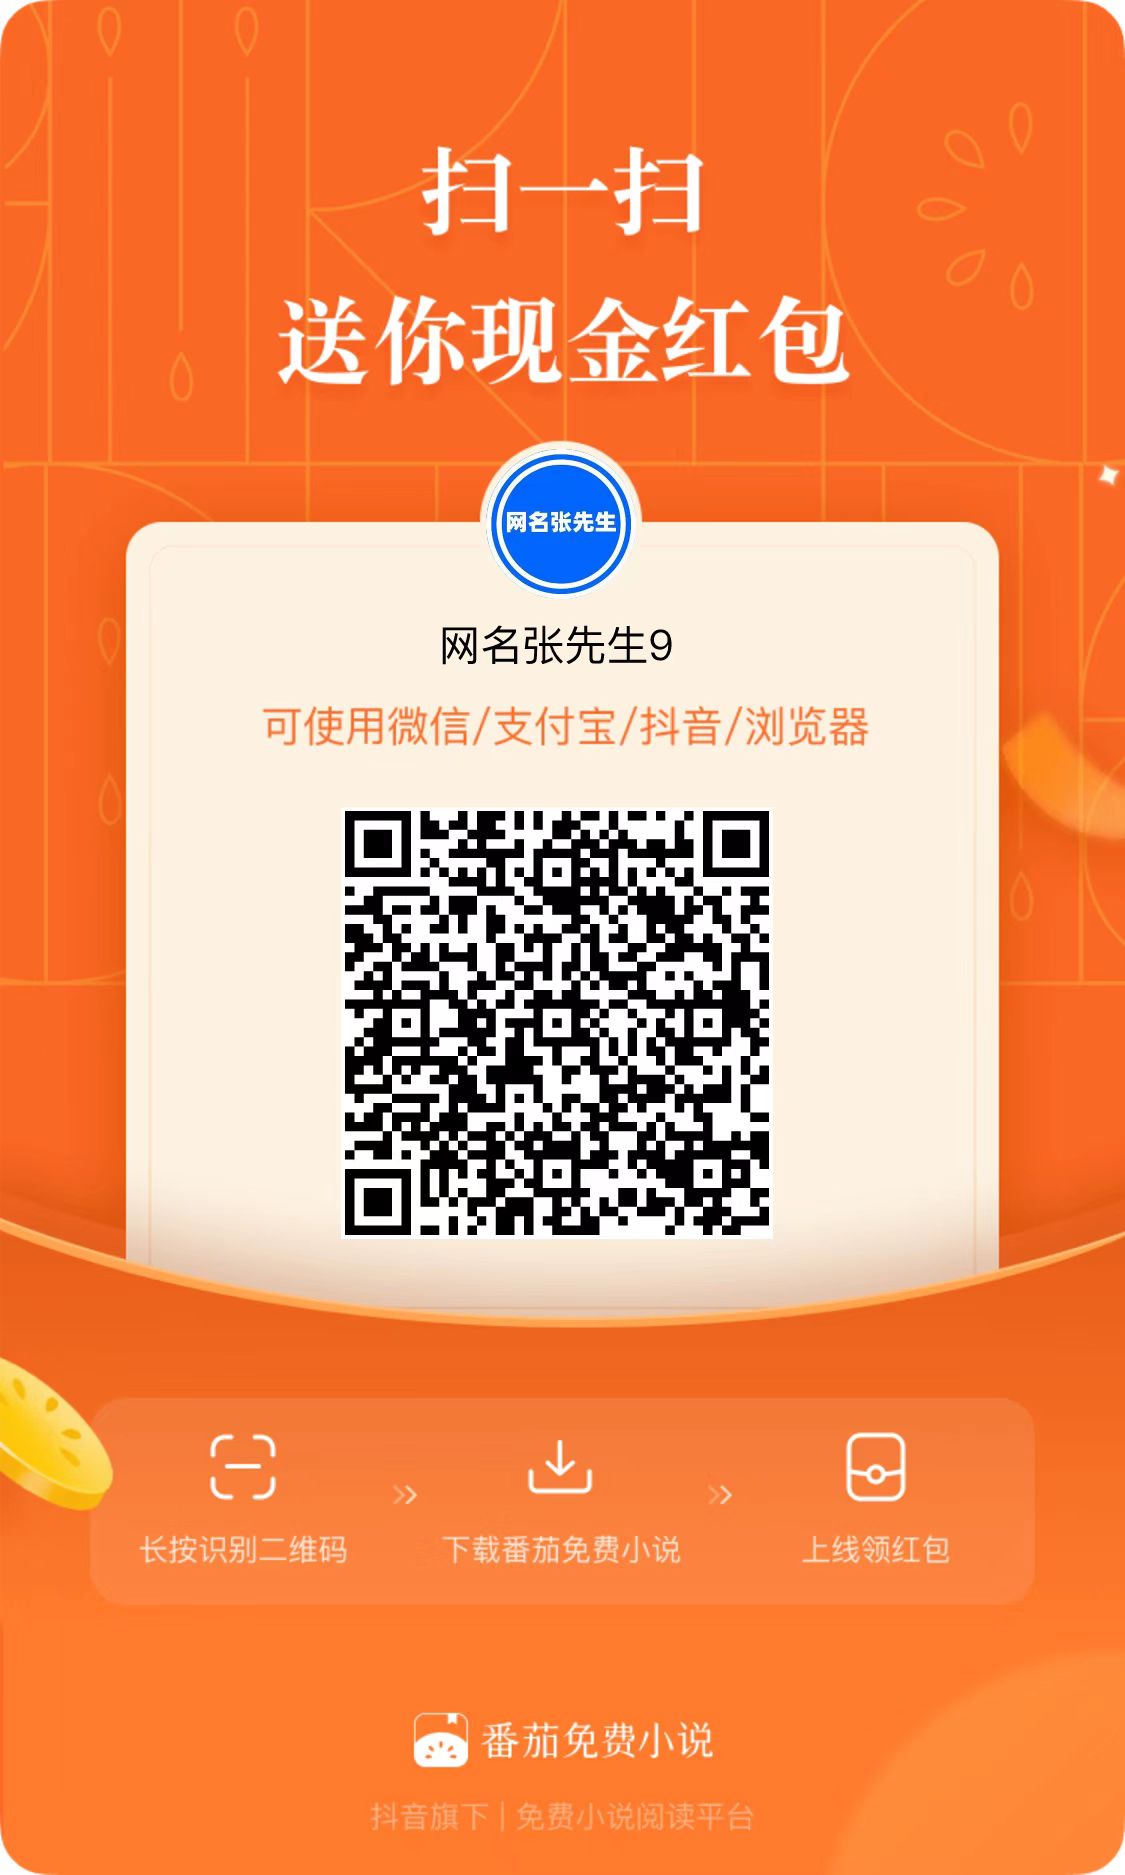 扫一扫
送你现金红包
网名张先生
网名张先生9
可使用微信/支付宝/抖音/浏览器
长按识别二维码 >> 下载番茄免费小说 >> 上线领红包
番茄免费小说
抖音旗下 | 免费小说阅读平台